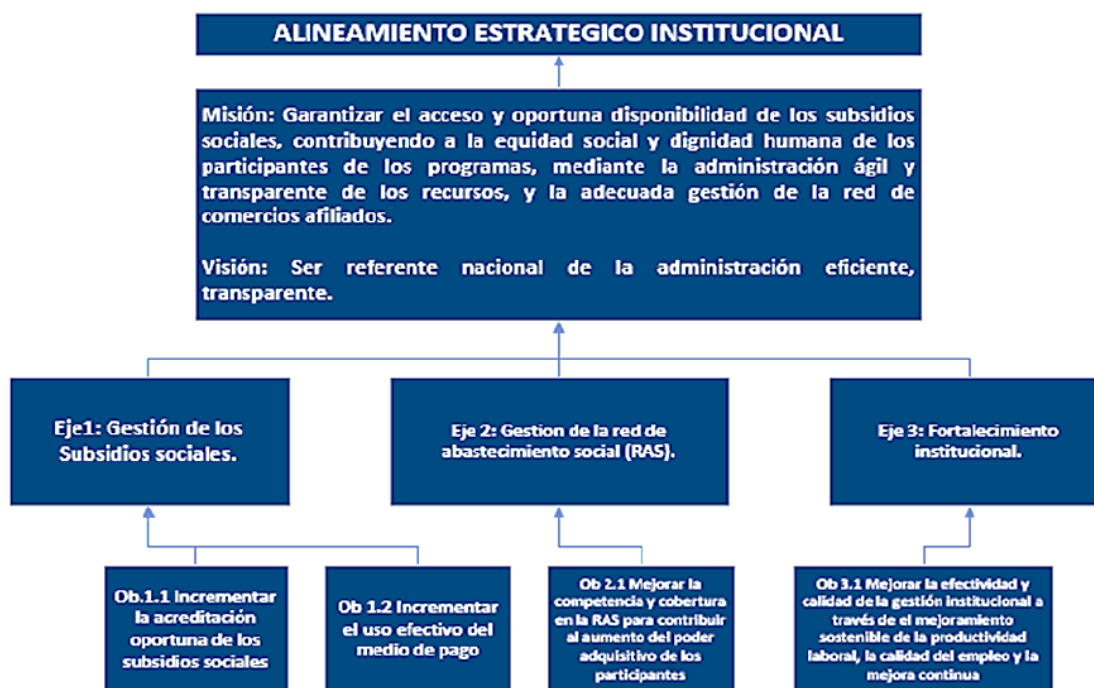 ALINEAMIENTO ESTRATEGICO INSTITUCIONAL
Misión: Garantizar el acceso y oportuna disponibilidad de los subsidios
sociales, contribuyendo a la equidad social y dignidad humana de los
participantes de los programas, mediante la administración ágil y
transparente de los recursos, y la adecuada gestión de la red de
comercios afiliados.
Visión: Ser referente nacional de la administración eficiente,
transparente.
Eje1: Gestión de los
Subsidios sociales.
Eje 2: Gestion de la red de
abastecimiento social (RAS).
Eje 3: Fortalecimiento
institucional.
Ob.1.1 Incrementar
la acreditación
oportuna de los
subsidios sociales
Ob 1.2 Incrementar
el uso efectivo del
medio de pago
Ob 2.1 Mejorar la
competencia y cobertura
en la RAS para contribuir
al aumento del poder
adquisitivo de los
participantes
Ob 3.1 Mejorar la efectividad y
calidad de la gestión institucional a
través de el mejoramiento
sostenible de la productividad
laboral, la calidad del empleo y la
mejora continua